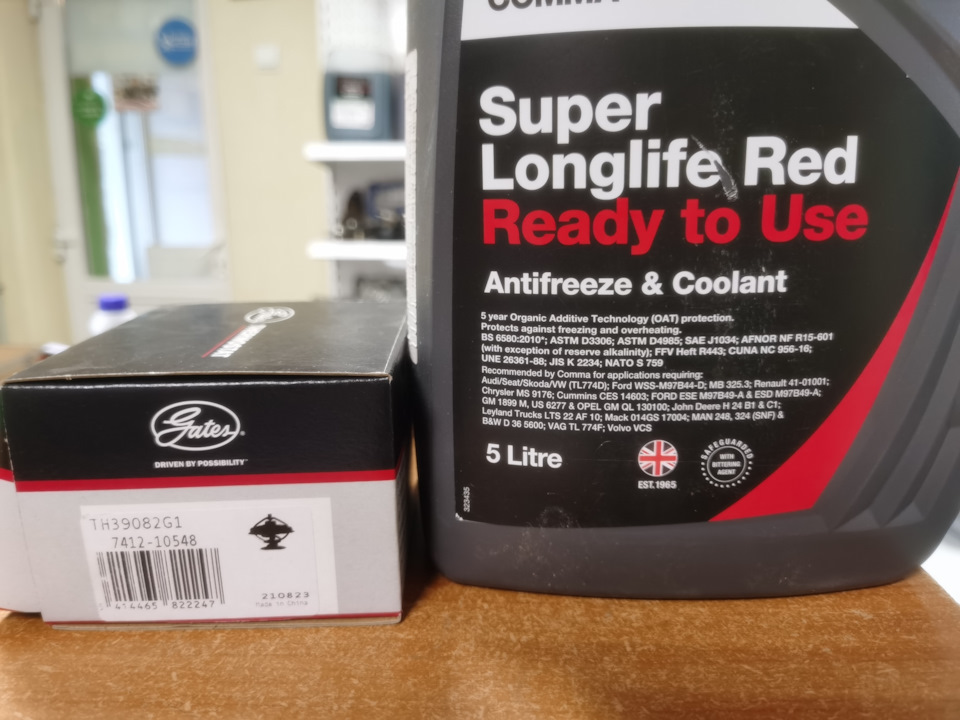 COMMA
Super
Longlife Red
Ready to Use
Antifreeze & Coolant
5 year Organic Additive Technology (OAT) protection.
Protects against freezing and overheating.
BS 6580:2010*; ASTM D3306; ASTM D4985; SAE J1034; AFNOR NF R15-601
(with exception of reserve alkalinity); FFV Heft R443; CUNA NC 956-16;
UNE 26361-88; JIS K 2234; NATO S 759
Recommended by Comma for applications requiring:
Audi/Seat/Skoda/VW (TL774D); Ford WSS-M97B44-D; MB 325.3; Renault 41-01001;
Chrysler MS 9176; Cummins CES 14603; FORD ESE M97B49-A & ESD M97B49-A;
GM 1899 M, US 6277 & OPEL GM QL 130100; John Deere H 24 B1 & C1;
Leyland Trucks LTS 22 AF 10; Mack 014GS 17004; MAN 248, 324 (SNF) &
B&W D 36 5600; VAG TL 774F; Volvo VCS
5 Litre
EST.1965
SAFEGUARDED
WITH
BITTERING
AGENT
323435
Gates
DRIVEN BY POSSIBILITY™
TH39082G1
7412-10548
5 414465 822247
210823
Made in China